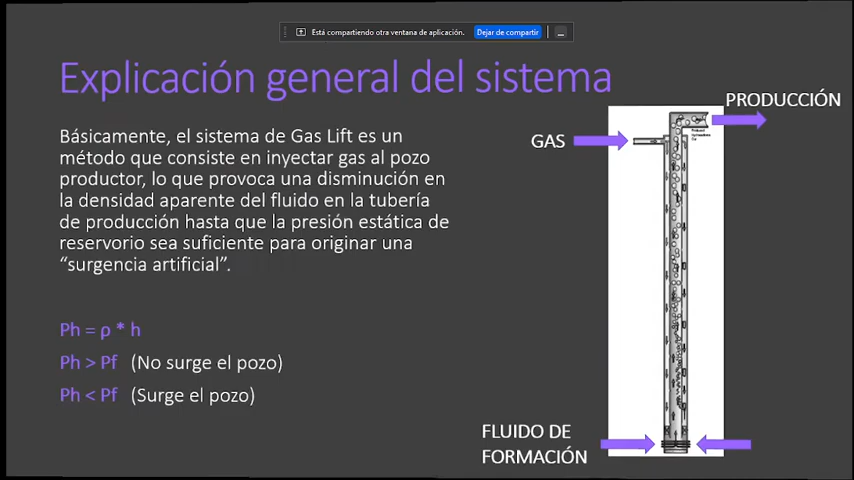 Está compartiendo otra ventana de aplicación.
Dejar de compartir
Explicación general del sistema
Básicamente, el sistema de Gas Lift es un
método que consiste en inyectar gas al pozo
productor, lo que provoca una disminución en
la densidad aparente del fluido en la tubería
de producción hasta que la presión estática de
reservorio sea suficiente para originar una
“surgencia artificial”.
Ph = ρ * h
Ph > Pf (No surge el pozo)
Ph < Pf (Surge el pozo)
PRODUCCIÓN
GAS
FLUIDO DE
FORMACIÓN